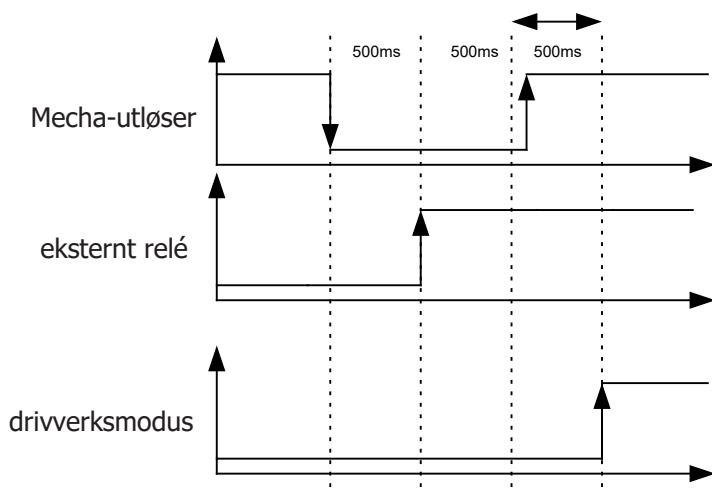 500ms 500ms 500ms
Mecha-utløser
eksternt relé
drivverksmodus